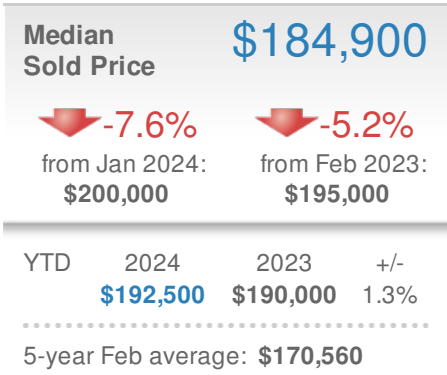 Median $184,900
Sold Price
-7.6% -5.2%
from Jan 2024: from Feb 2023:
$200,000 $195,000
YTD 2024 2023 +/-
$192,500 $190,000 1.3%
5-year Feb average: $170,560